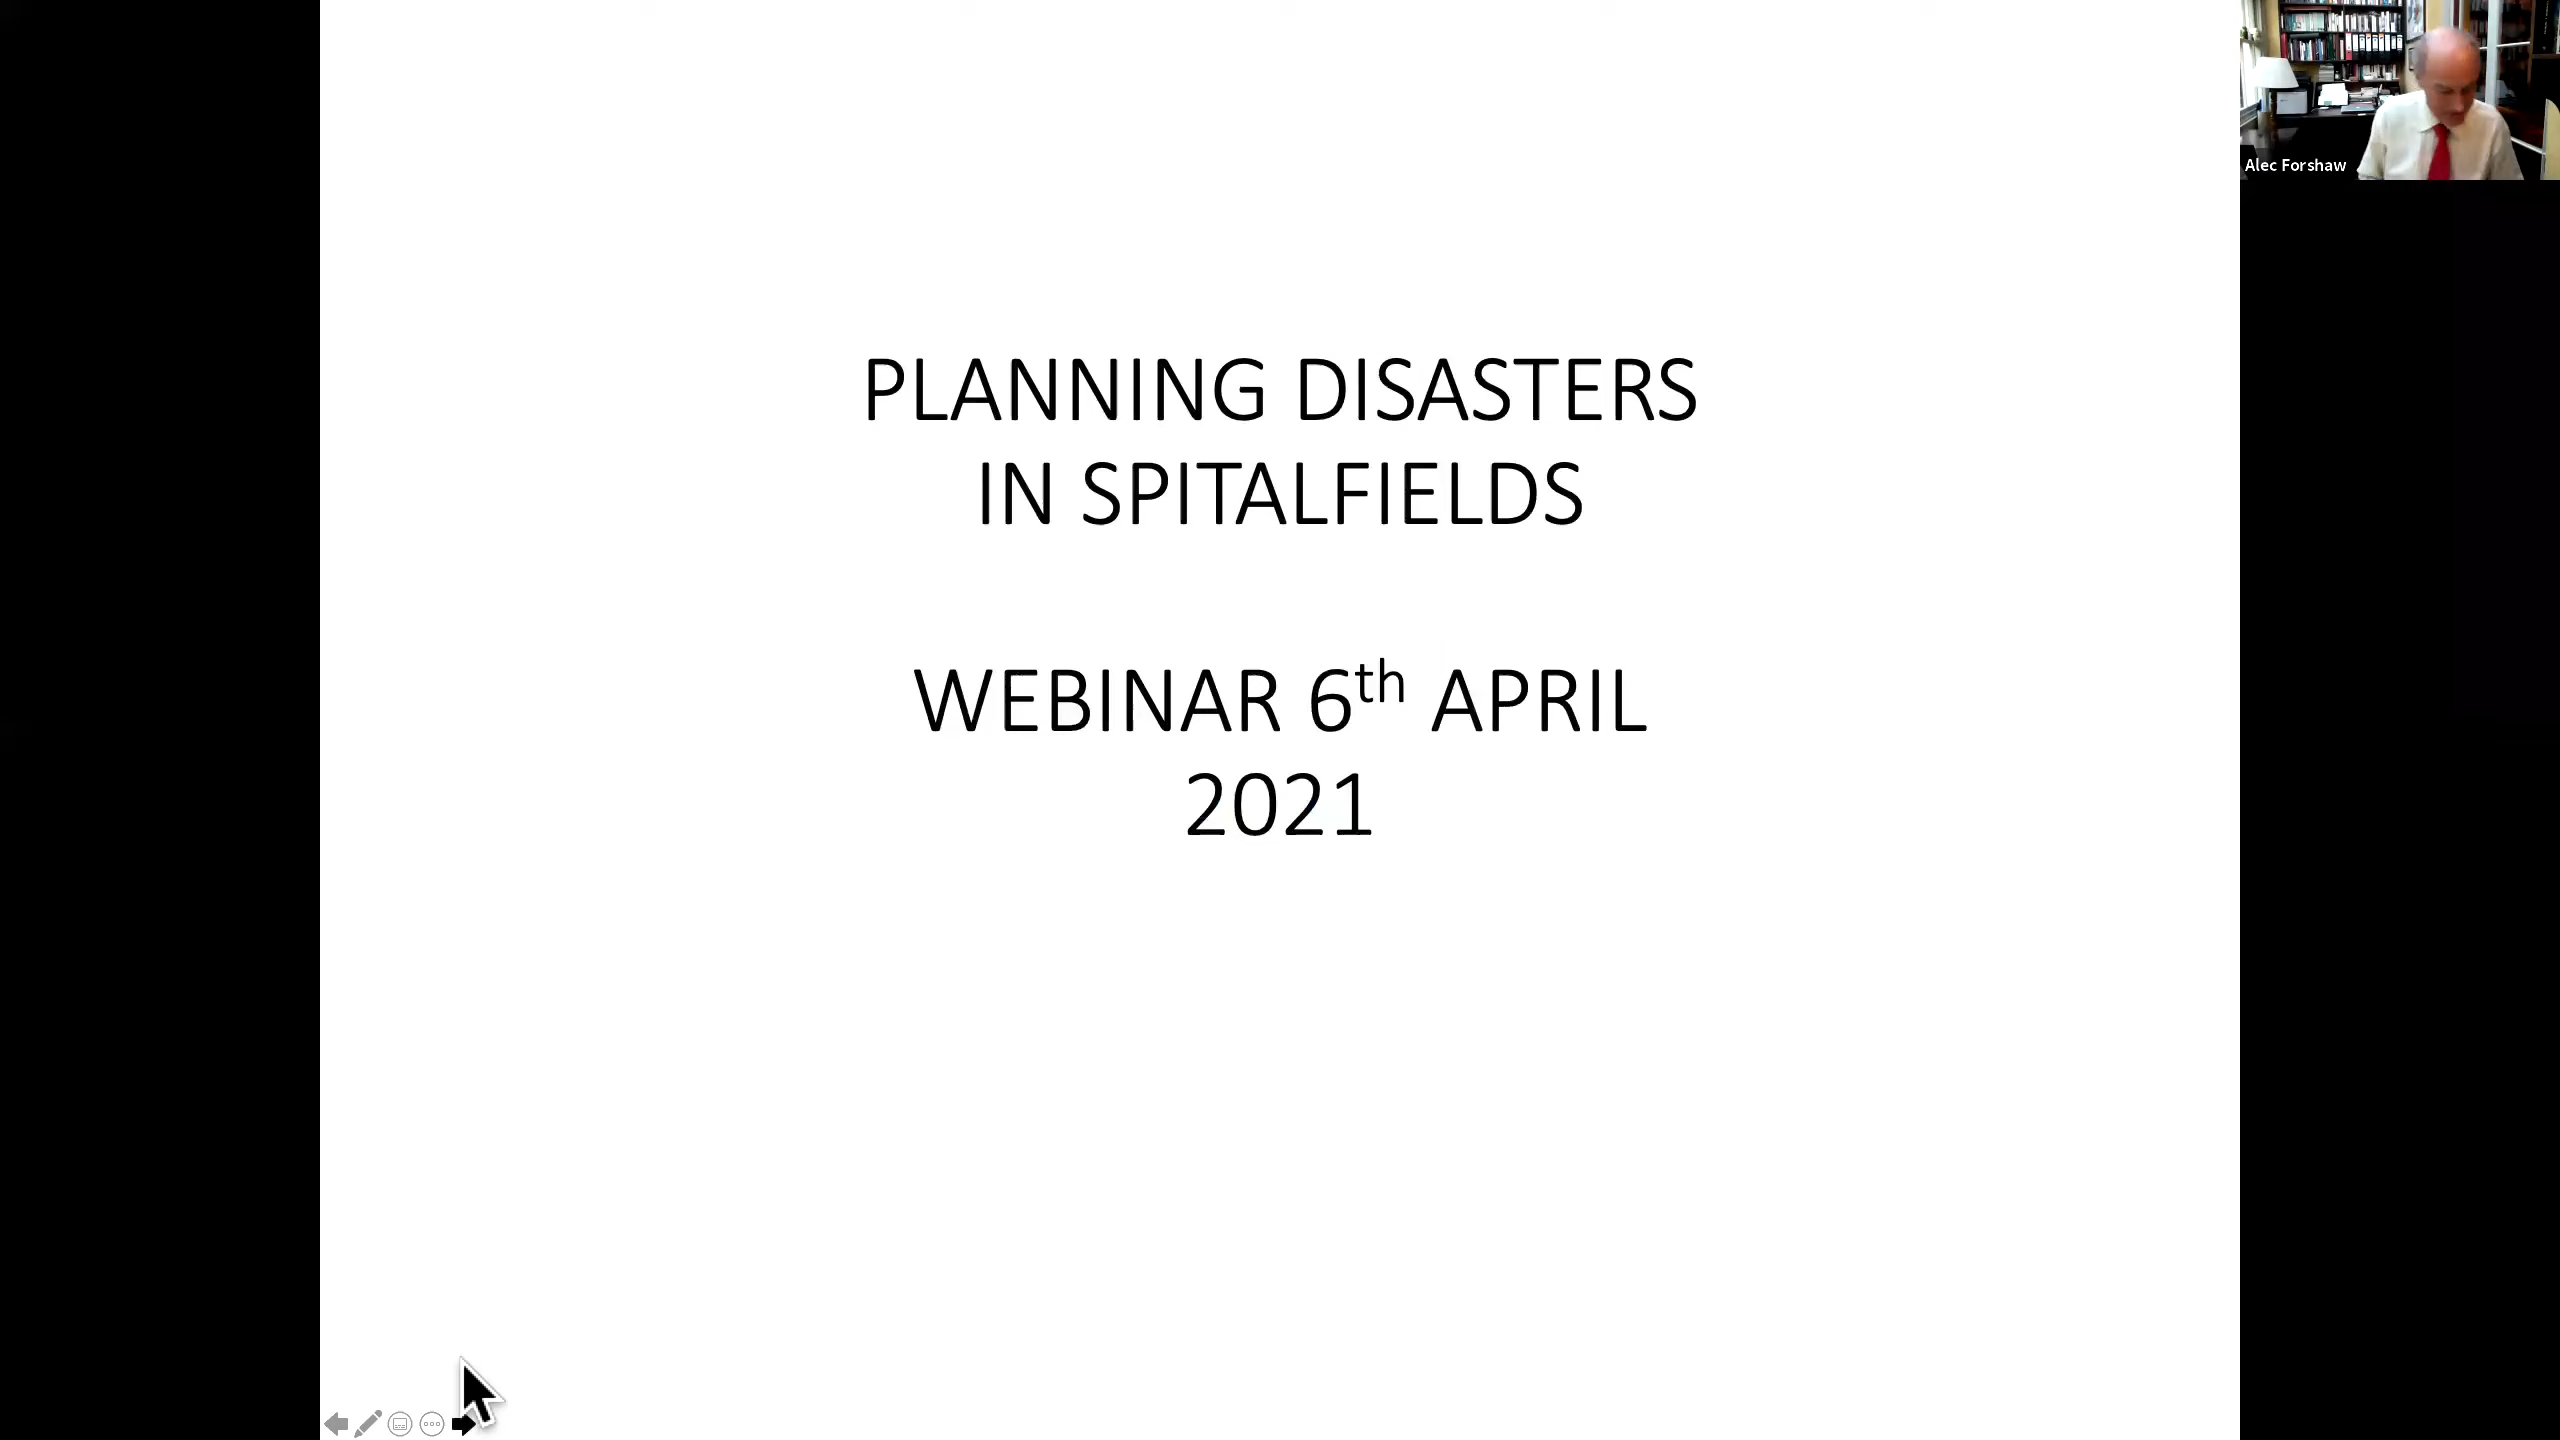 Alec Forshaw
PLANNING DISASTERS
IN SPITALFIELDS
WEBINAR 6th APRIL
2021